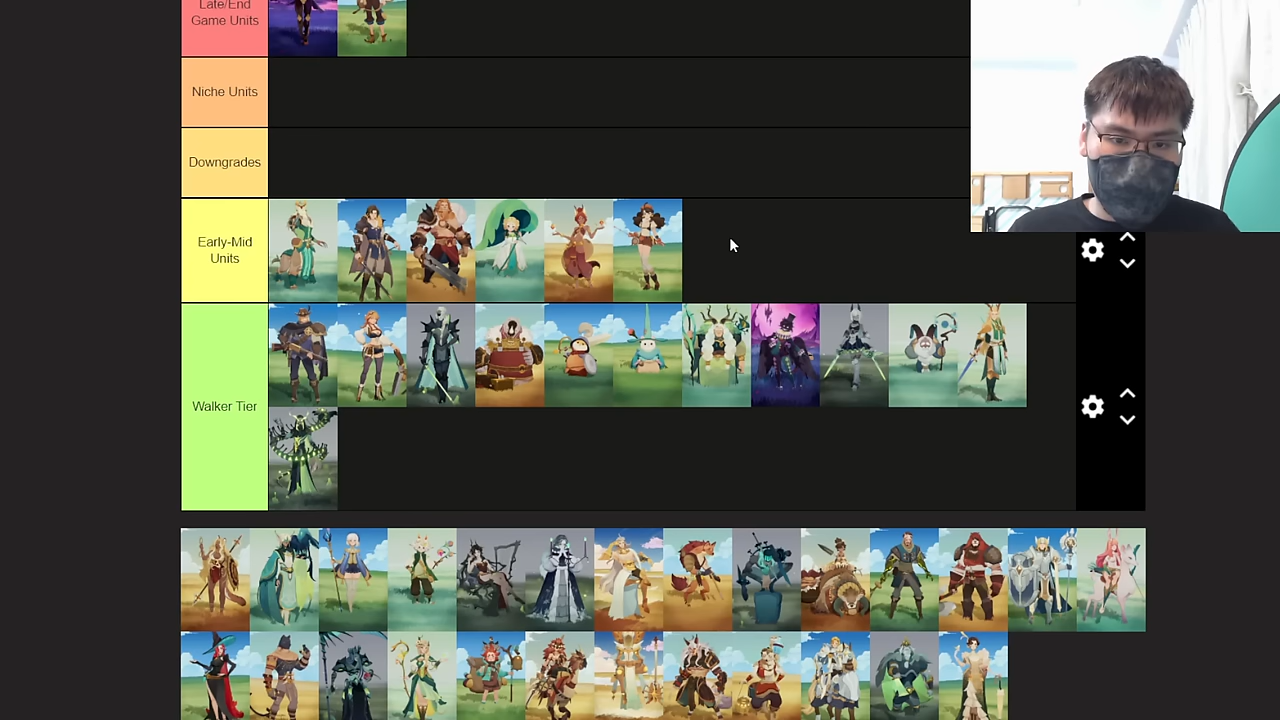 Late/End
Game Units
Niche Units
Downgrades
Early-Mid
Units
Walker Tier